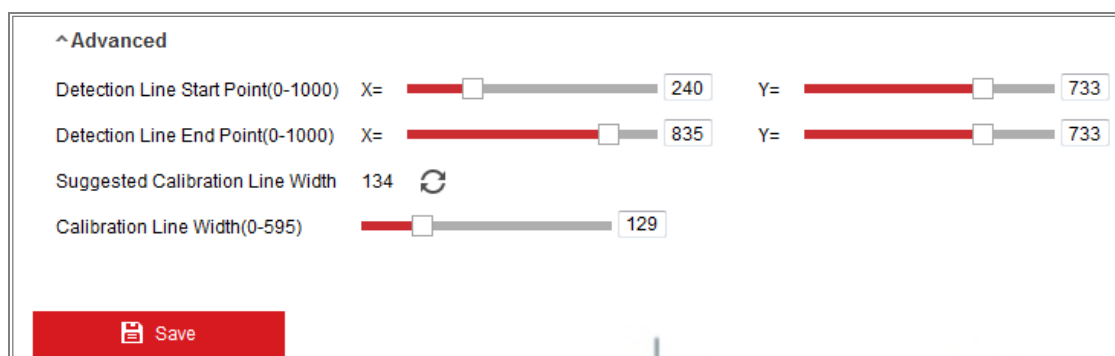 ^Advanced
Detection Line Start Point(0-1000) X= 240 Y= 733
Detection Line End Point(0-1000) X= 835 Y= 733
Suggested Calibration Line Width 134
Calibration Line Width(0-595) 129
Save